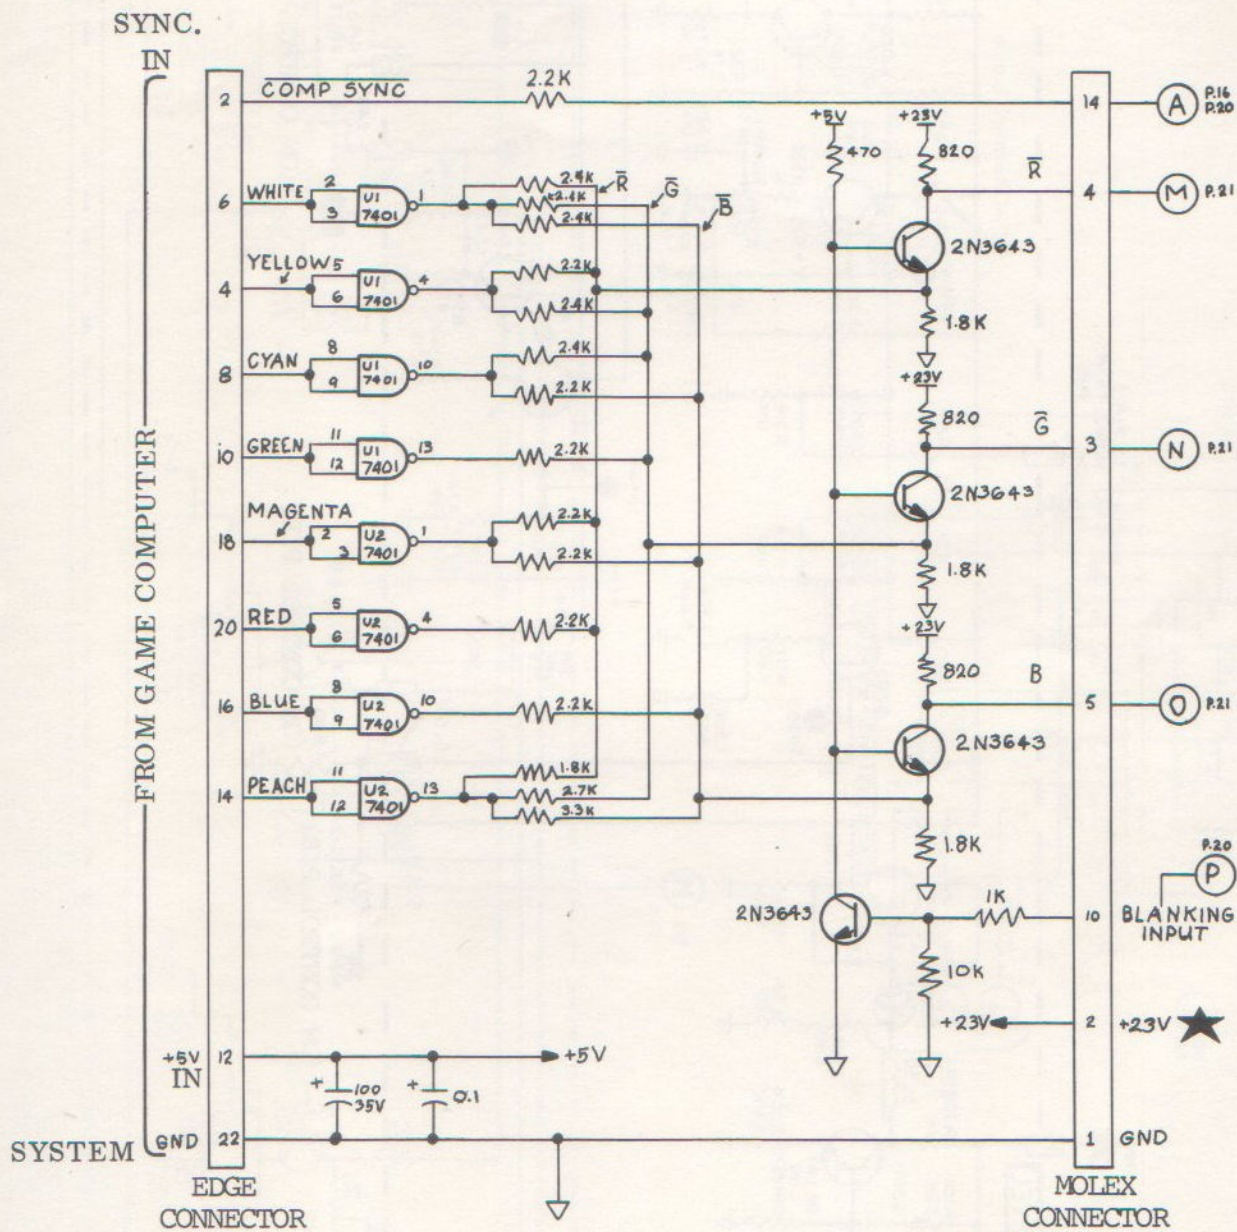 SYNC.
IN
FROM GAME COMPUTER
2
COMP SYNC
2.2K
14
A
P.16
P.20
+5V
470
+23V
820
R
4
M
P.21
6
WHITE
2
3
U1
7401
1
2.4K
2.4K
2.4K
R
G
B
2N3643
1.8K
4
YELLOW
5
6
U1
7401
4
2.2K
2.4K
8
CYAN
8
9
U1
7401
10
2.4K
2.2K
+23V
820
G
3
N
P.21
10
GREEN
11
12
U1
7401
13
2.2K
2N3643
1.8K
18
MAGENTA
2
3
U2
7401
1
2.2K
2.2K
20
RED
5
6
U2
7401
4
2.2K
+23V
820
B
5
O
P.21
16
BLUE
8
9
U2
7401
10
2.2K
2N3643
1.8K
14
PEACH
11
12
U2
7401
13
1.8K
2.7K
3.3K
2N3643
1K
10
P.20
P
BLANKING
INPUT
10K
+23V
2
+23V
+5V
IN
12
+5V
+
100
35V
+
0.1
SYSTEM GND
22
1
GND
EDGE
CONNECTOR
MOLEX
CONNECTOR